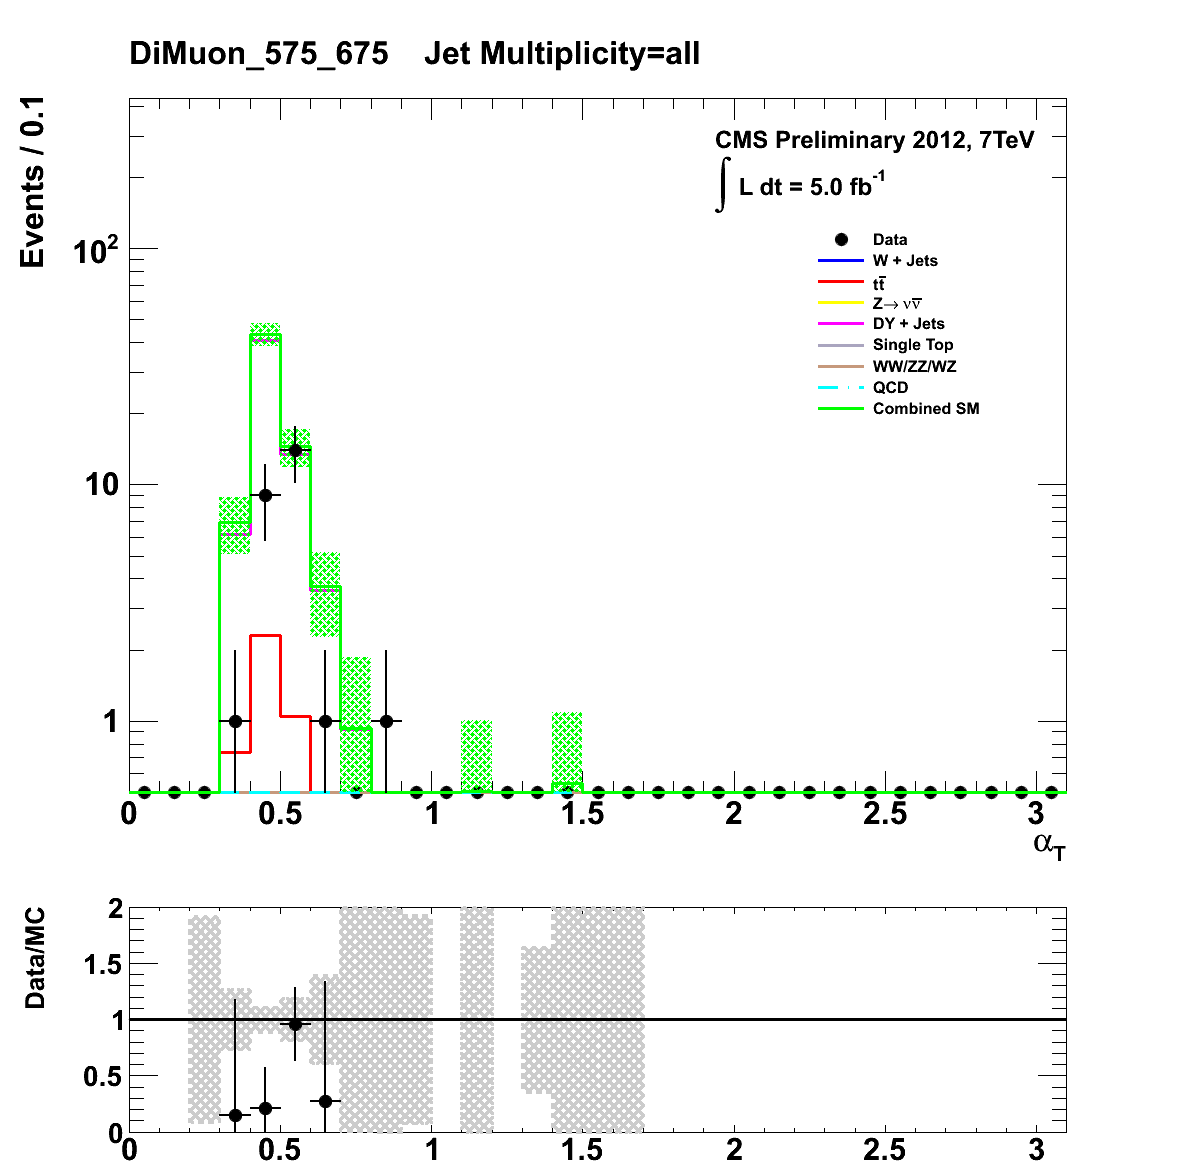 DiMuon_575_675 Jet Multiplicity=all
Events / 0.1
CMS Preliminary 2012, 7TeV
∫ L dt = 5.0 fb⁻¹
Data
W + Jets
tt̅
Z→ νν̅
DY + Jets
Single Top
WW/ZZ/WZ
QCD
Combined SM
10²
10
1
0 0.5 1 1.5 2 2.5 3
α_T
Data/MC
2
1.5
1
0.5
0
0 0.5 1 1.5 2 2.5 3